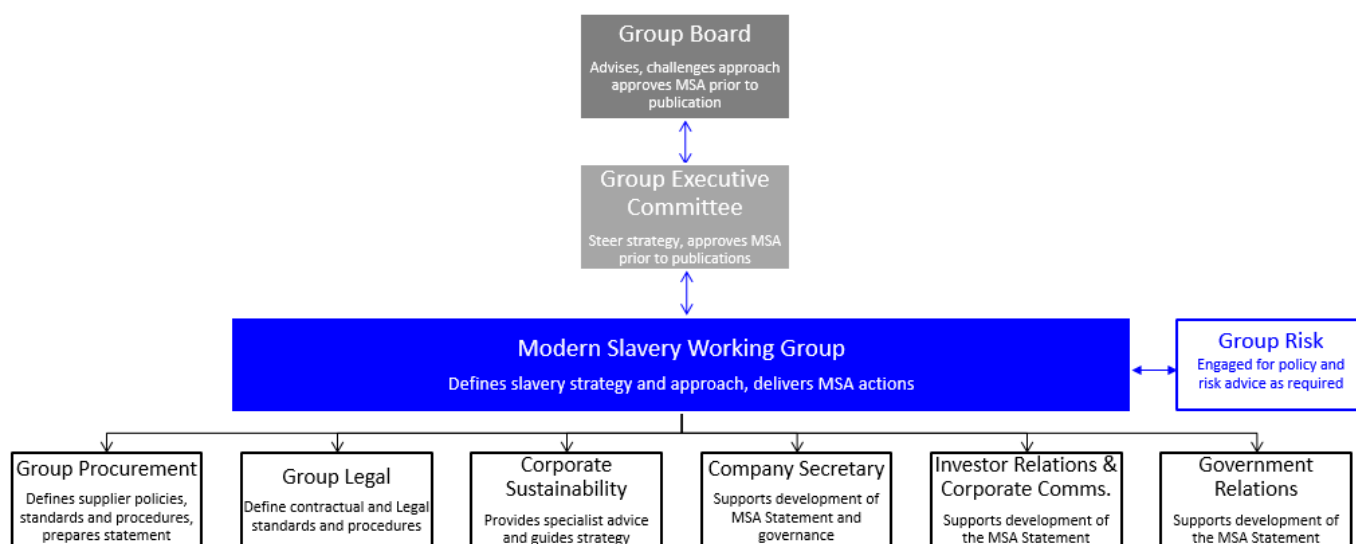 Group Board
Advises, challenges approach
approves MSA prior to
publication
Group Executive
Committee
Steer strategy, approves MSA
prior to publications
Modern Slavery Working Group
Defines slavery strategy and approach, delivers MSA actions
Group Risk
Engaged for policy and
risk advice as required
Group Procurement
Defines supplier policies,
standards and procedures,
prepares statement
Group Legal
Define contractual and Legal
standards and procedures
Corporate
Sustainability
Provides specialist advice
and guides strategy
Company Secretary
Supports development of
MSA Statement and
governance
Investor Relations &
Corporate Comms.
Supports development of
the MSA Statement
Government
Relations
Supports development of
the MSA Statement